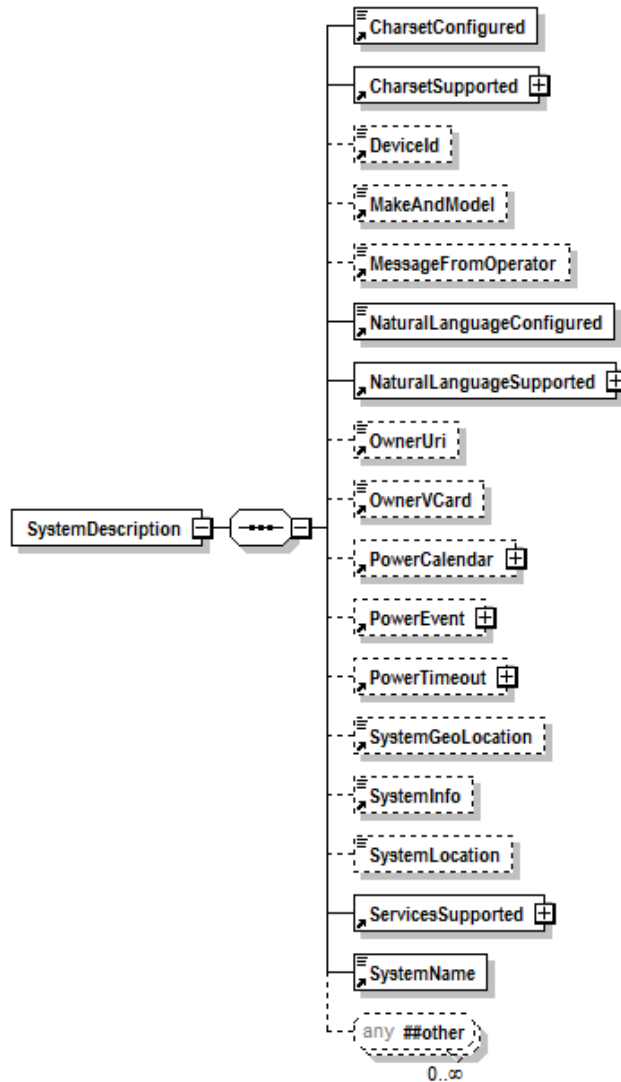 CharsetConfigured
CharsetSupported
DeviceId
MakeAndModel
MessageFromOperator
NaturalLanguageConfigured
NaturalLanguageSupported
OwnerUri
OwnerVCard
SystemDescription
PowerCalendar
PowerEvent
PowerTimeout
SystemGeoLocation
SystemInfo
SystemLocation
ServicesSupported
SystemName
any ##other
0..∞